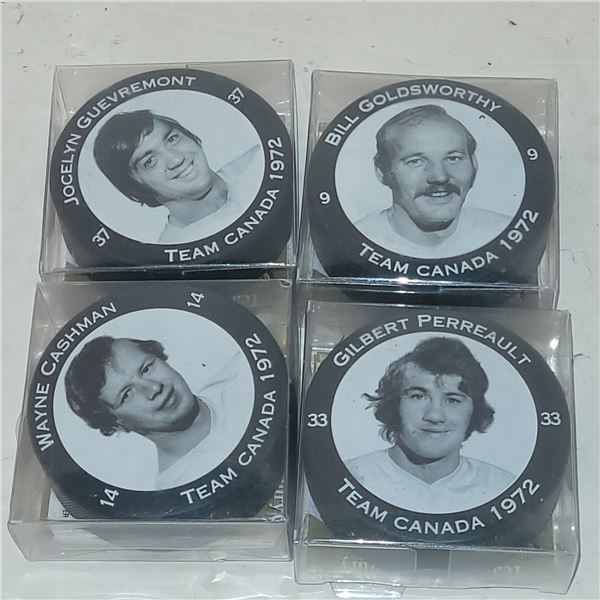 JOCELYN GUEVREMONT
37
37
TEAM CANADA 1972
BILL GOLDSWORTHY
9
9
TEAM CANADA 1972
WAYNE CASHMAN
14
14
TEAM CANADA 1972
GILBERT PERREAULT
33
33
TEAM CANADA 1972